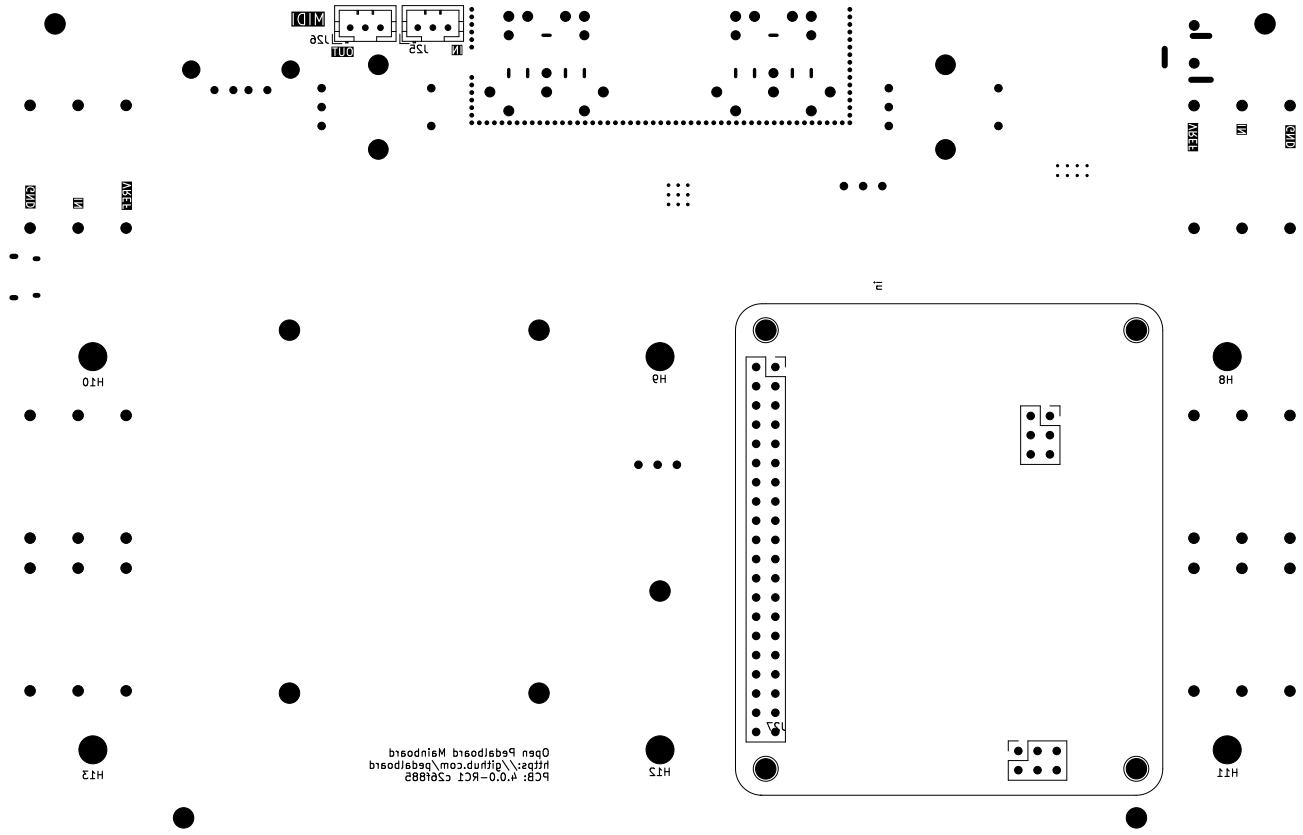 MIDI
J26
OUT
J25
IN
VREF
IN
GND
GND
IN
VREF
H10
H9
H8
J27
Open Pedalboard Mainboard
https://github.com/pedalboard
PCB: 4.0.0-RC1 c26f885
H13
H12
H11